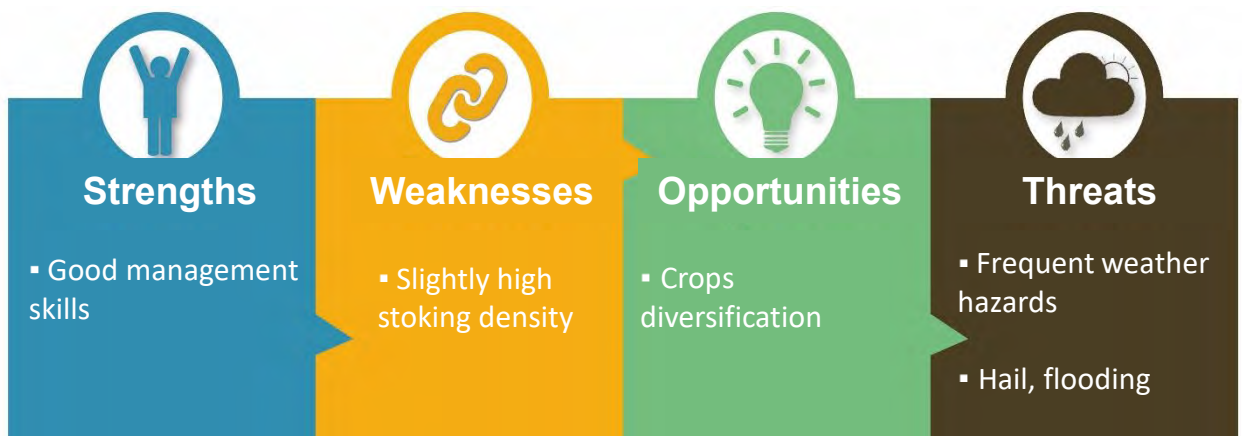 Strengths
▪ Good management
skills
Weaknesses
▪ Slightly high
stoking density
Opportunities
▪ Crops
diversification
Threats
▪ Frequent weather
hazards
▪ Hail, flooding